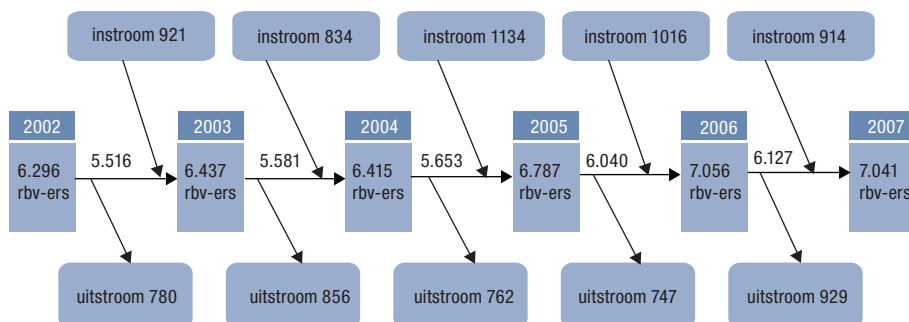 instroom 921
instroom 834
instroom 1134
instroom 1016
instroom 914
2002
2003
2004
2005
2006
2007
6.296
rbv-ers
5.516
6.437
rbv-ers
5.581
6.415
rbv-ers
5.653
6.787
rbv-ers
6.040
7.056
rbv-ers
6.127
7.041
rbv-ers
uitstroom 780
uitstroom 856
uitstroom 762
uitstroom 747
uitstroom 929